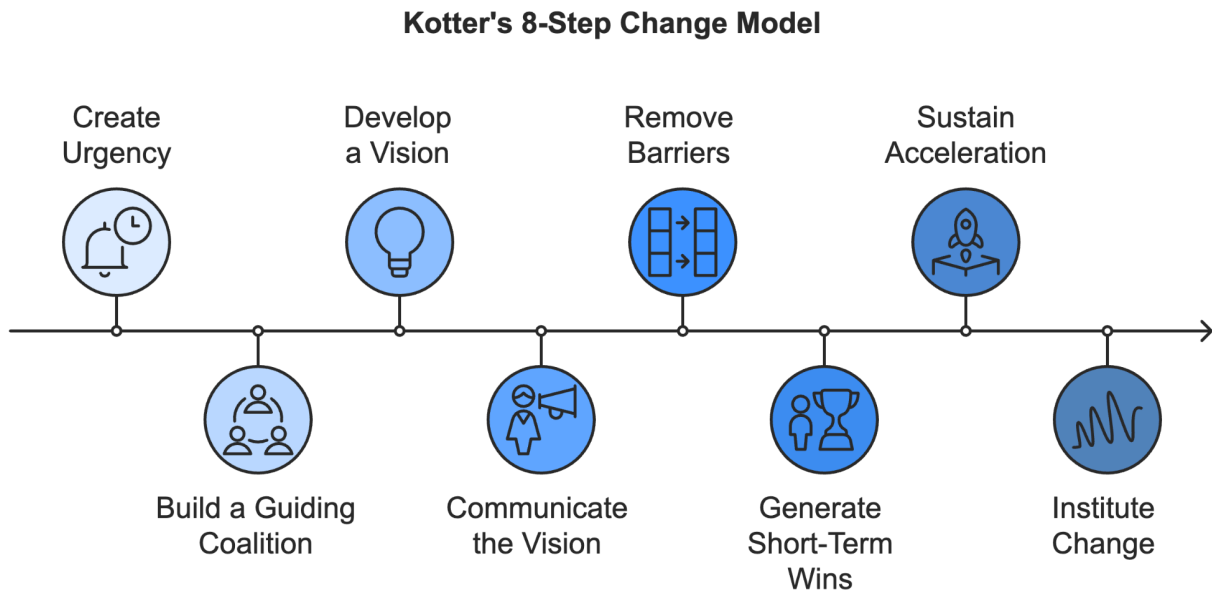 Kotter's 8-Step Change Model
Create
Urgency
Build a Guiding
Coalition
Develop
a Vision
Communicate
the Vision
Remove
Barriers
Generate
Short-Term
Wins
Sustain
Acceleration
Institute
Change